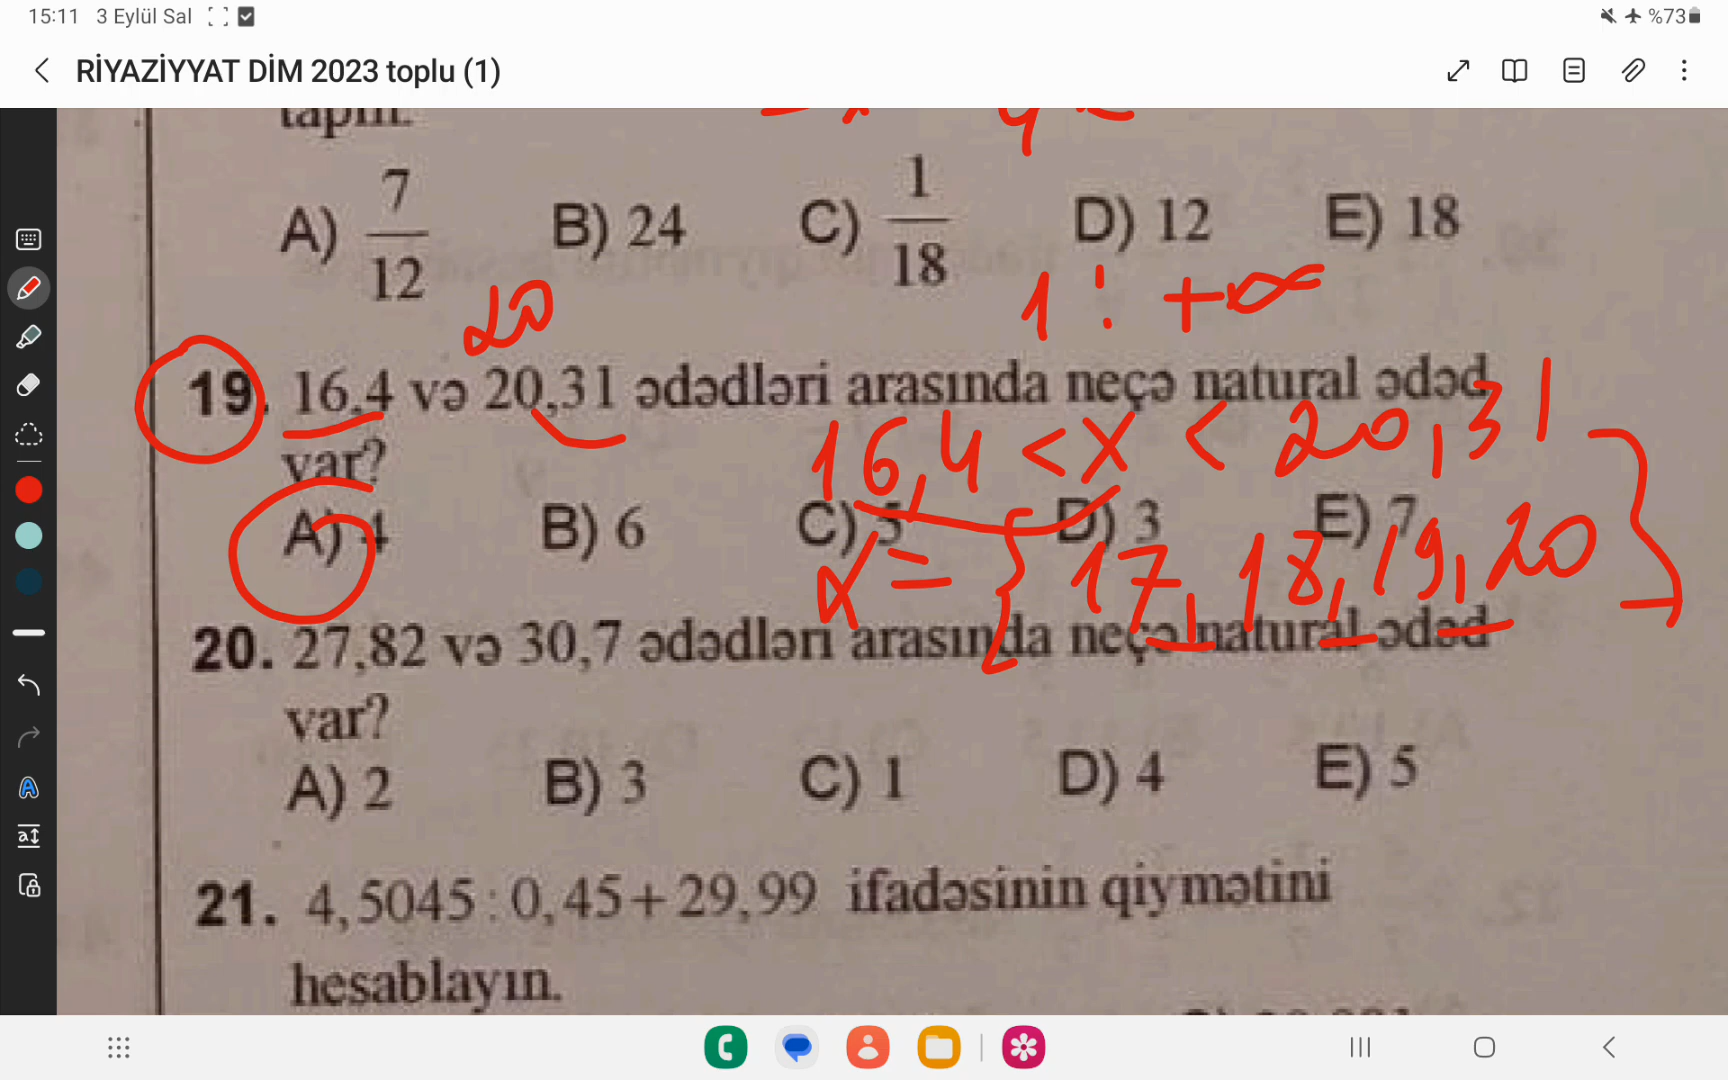 15:11 3 Eylül Sal %73
RİYAZİYYAT DİM 2023 toplu (1)
tapın.
A) 7/12 B) 24 C) 1/18 D) 12 E) 18
20 1 : +∞
19. 16,4 və 20,31 ədədləri arasında neçə natural ədəd
var?
16,4 < x < 20,31
A) 4 B) 6 C) 5 D) 3 E) 7
x = { 17, 18, 19, 20 }
20. 27,82 və 30,7 ədədləri arasında neçə natural ədəd
var?
A) 2 B) 3 C) 1 D) 4 E) 5
21. 4,5045 : 0,45 + 29,99 ifadəsinin qiymətini
hesablayın.